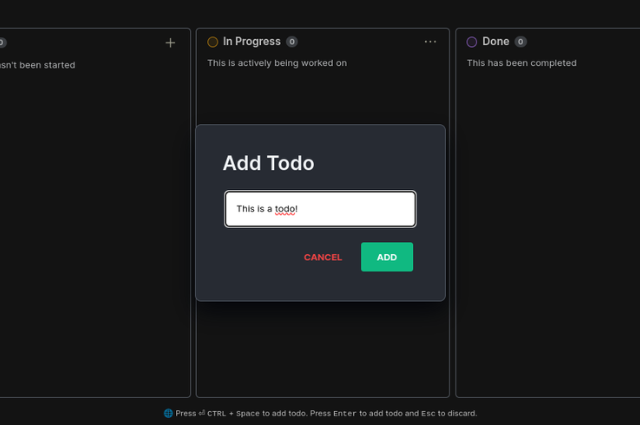 0
In Progress 0
Done 0
sn't been started
This is actively being worked on
This has been completed
Add Todo
This is a todo!
CANCEL
ADD
Press ⏎ CTRL + Space to add todo. Press Enter to add todo and Esc to discard.